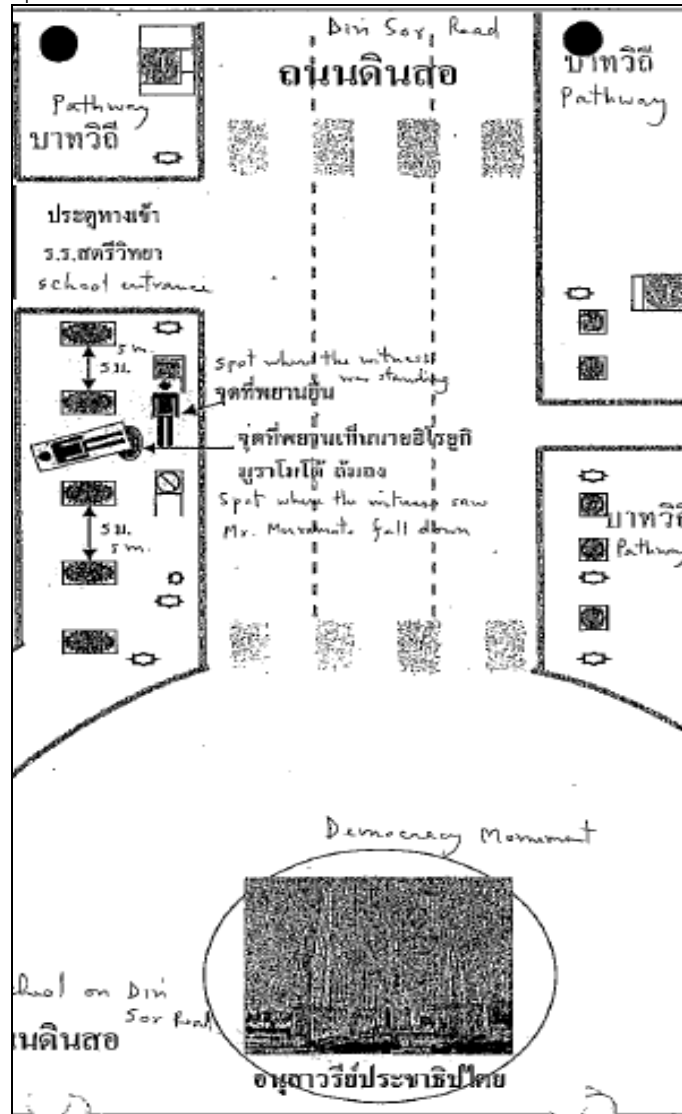 Din Sor Road
ถนนดินสอ
Pathway
บาทวิถี
บาทวิถี
Pathway
ประตูทางเข้า
ร.ร.สตรีวิทยา
school entrance
5 m.
5 ม.
spot where the witness
was standing
จุดที่พยานยืน
จุดที่พยานเห็นนายฮิโรยูกิ
มูราโมโต้ ล้มลง
Spot where the witness saw
Mr. Muramoto fall down
5 ม.
5 m.
บาทวิถี
Pathway
Democracy Monument
on Din
Sor Road
นนดินสอ
อนุสาวรีย์ประชาธิปไตย